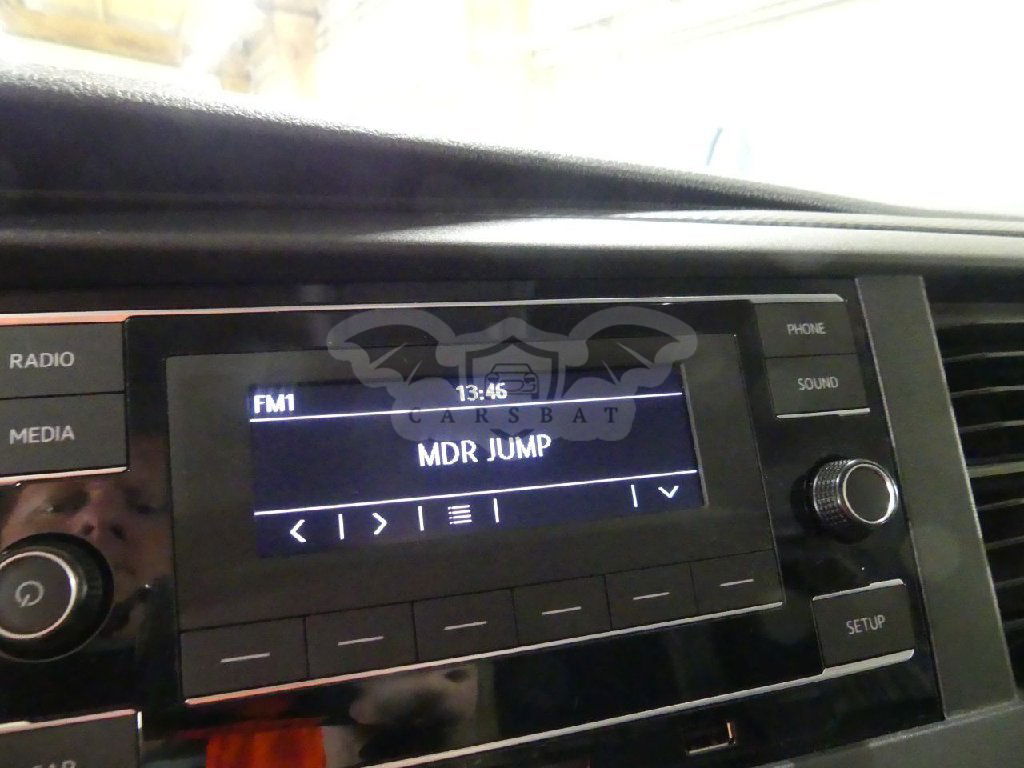 RADIO
MEDIA
FM1
13:46
MDR JUMP
CARSBAT
PHONE
SOUND
SETUP